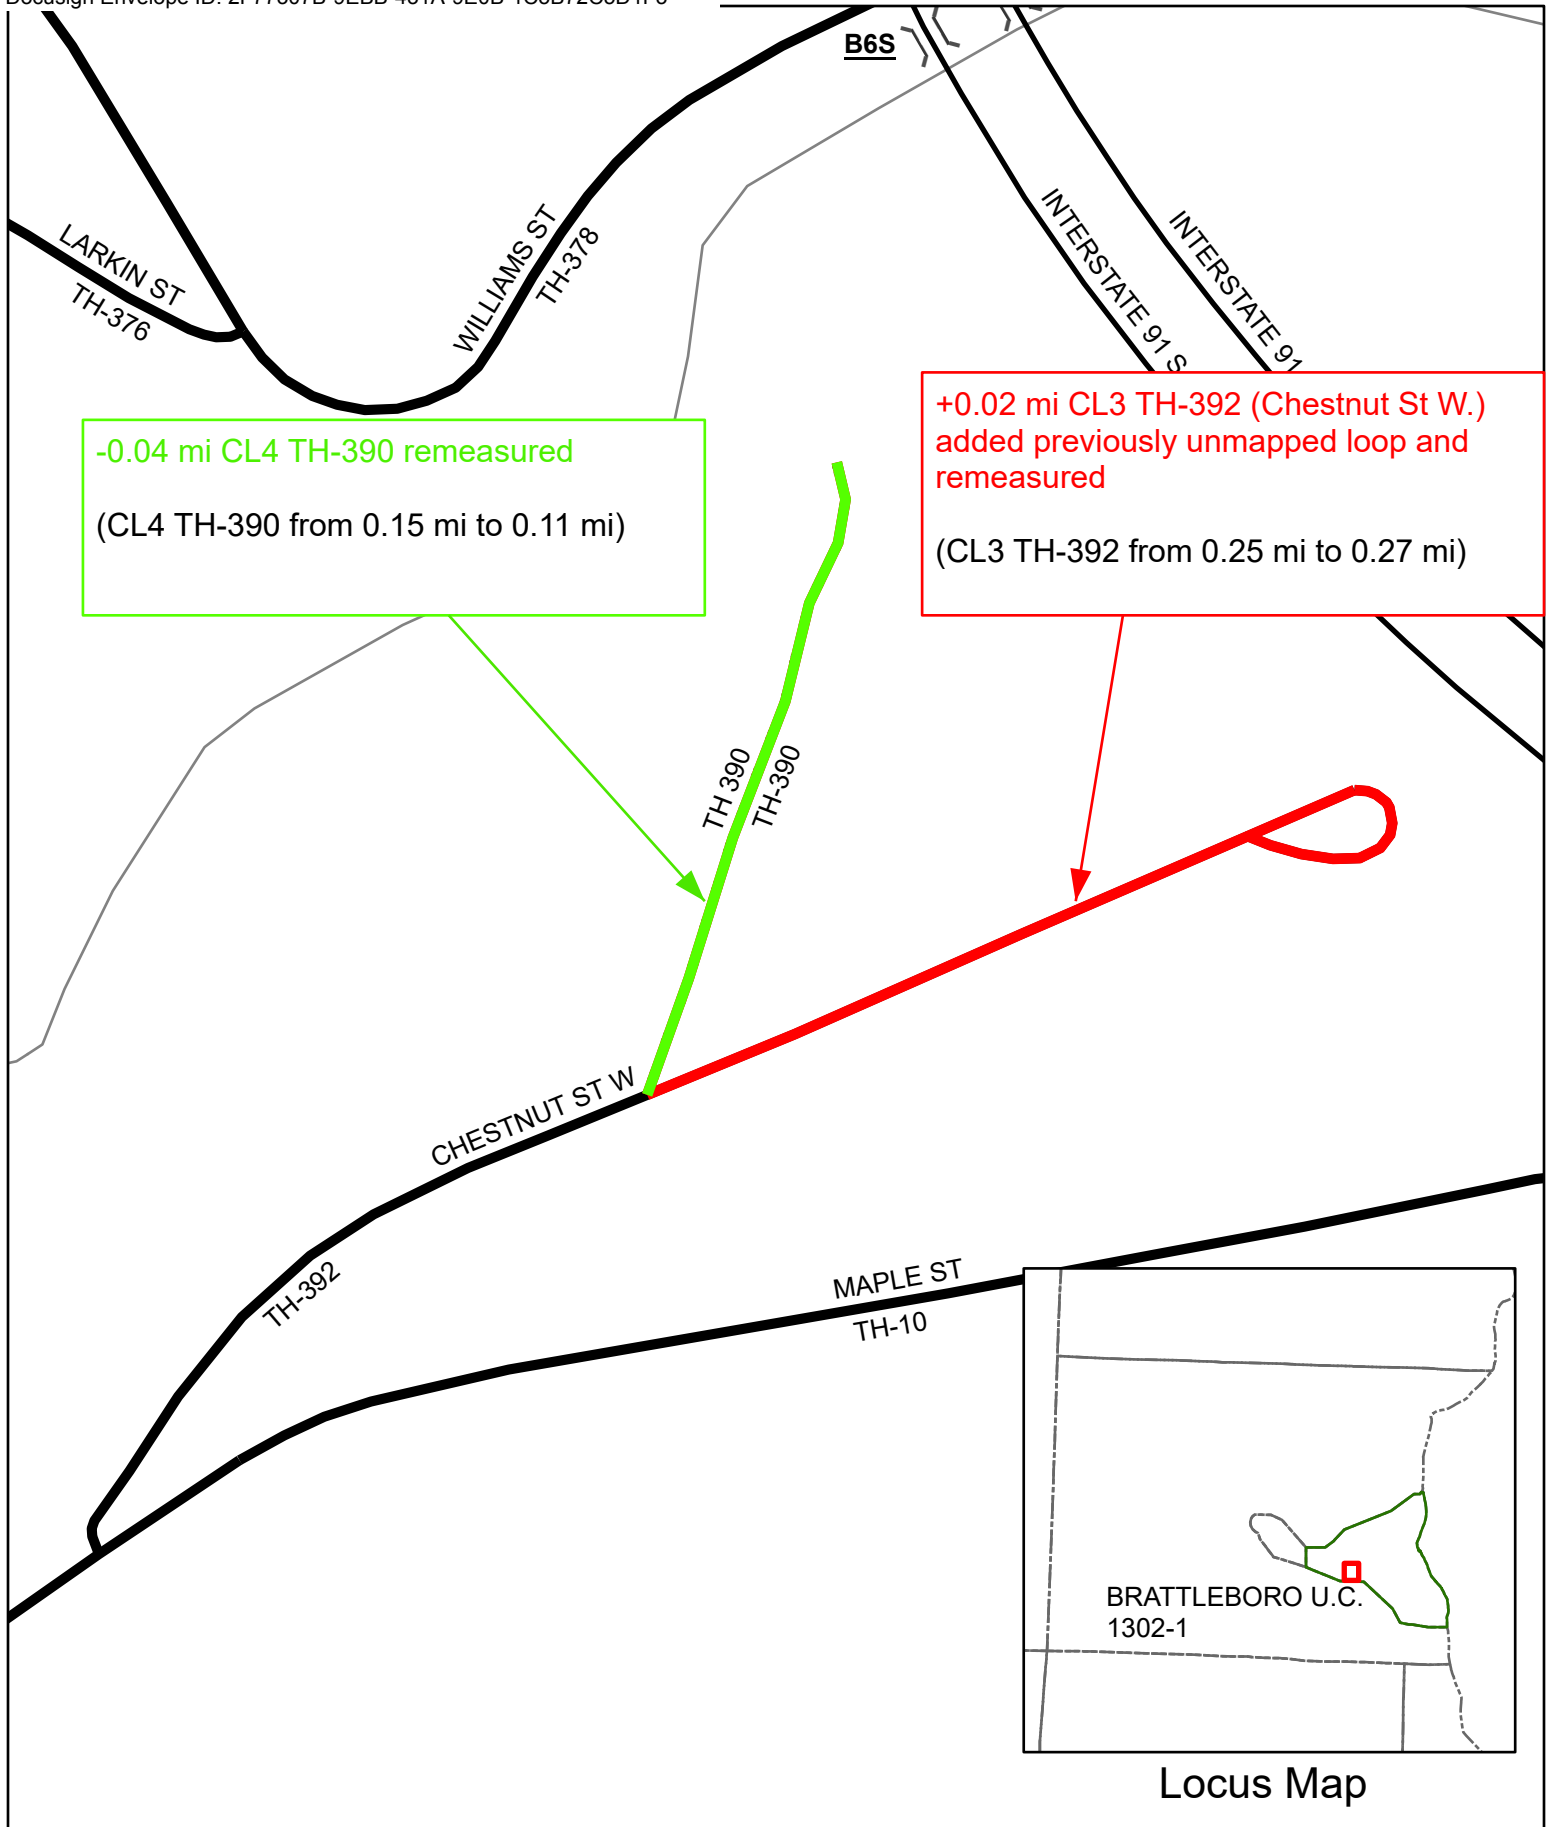 B6S
LARKIN ST
TH-376
WILLIAMS ST
TH-378
INTERSTATE 91 S
INTERSTATE 91
-0.04 mi CL4 TH-390 remeasured
(CL4 TH-390 from 0.15 mi to 0.11 mi)
+0.02 mi CL3 TH-392 (Chestnut St W.)
added previously unmapped loop and
remeasured
(CL3 TH-392 from 0.25 mi to 0.27 mi)
TH 390
TH-390
CHESTNUT ST W
TH-392
MAPLE ST
TH-10
BRATTLEBORO U.C.
1302-1
Locus Map